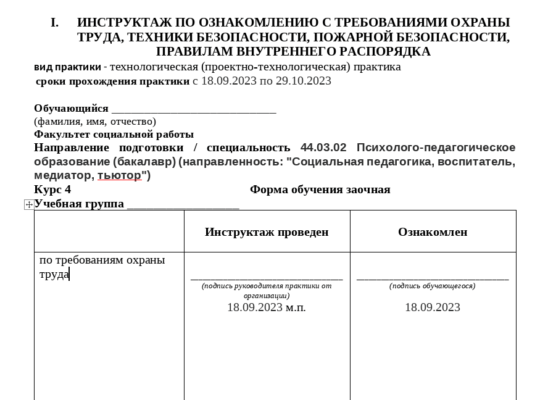 I. ИНСТРУКТАЖ ПО ОЗНАКОМЛЕНИЮ С ТРЕБОВАНИЯМИ ОХРАНЫ
ТРУДА, ТЕХНИКИ БЕЗОПАСНОСТИ, ПОЖАРНОЙ БЕЗОПАСНОСТИ,
ПРАВИЛАМ ВНУТРЕННЕГО РАСПОРЯДКА
вид практики - технологическая (проектно-технологическая) практика
сроки прохождения практики с 18.09.2023 по 29.10.2023
Обучающийся ____________________________
(фамилия, имя, отчество)
Факультет социальной работы
Направление подготовки / специальность 44.03.02 Психолого-педагогическое
образование (бакалавр) (направленность: "Социальная педагогика, воспитатель,
медиатор, тьютор")
Курс 4 Форма обучения заочная
Учебная группа ___________________
Инструктаж проведен Ознакомлен
по требованиям охраны
труда
(подпись руководителя практики от (подпись обучающегося)
организации)
18.09.2023 м.п. 18.09.2023